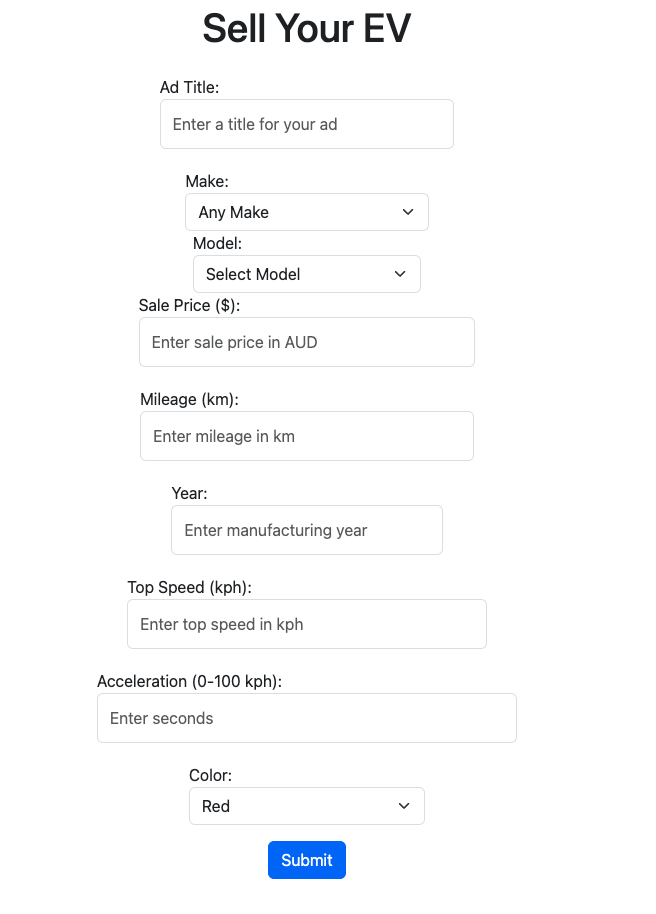 Sell Your EV
Ad Title:
Enter a title for your ad
Make:
Any Make
Model:
Select Model
Sale Price ($):
Enter sale price in AUD
Mileage (km):
Enter mileage in km
Year:
Enter manufacturing year
Top Speed (kph):
Enter top speed in kph
Acceleration (0-100 kph):
Enter seconds
Color:
Red
Submit